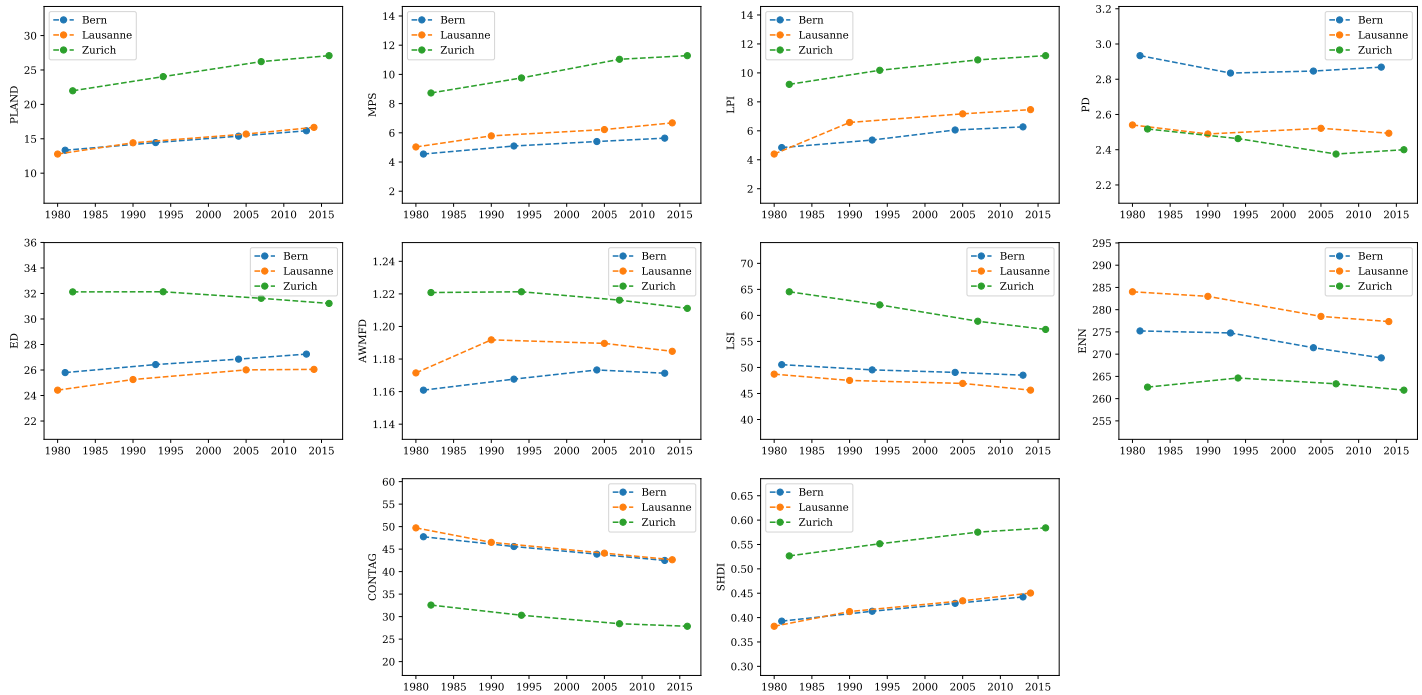 PLAND
30
25
20
15
10
1980 1985 1990 1995 2000 2005 2010 2015
Bern
Lausanne
Zurich
MPS
14
12
10
8
6
4
2
1980 1985 1990 1995 2000 2005 2010 2015
Bern
Lausanne
Zurich
LPI
14
12
10
8
6
4
2
1980 1985 1990 1995 2000 2005 2010 2015
Bern
Lausanne
Zurich
PD
3.2
3.0
2.8
2.6
2.4
2.2
1980 1985 1990 1995 2000 2005 2010 2015
Bern
Lausanne
Zurich
ED
36
34
32
30
28
26
24
22
1980 1985 1990 1995 2000 2005 2010 2015
Bern
Lausanne
Zurich
AWMFD
1.24
1.22
1.20
1.18
1.16
1.14
1980 1985 1990 1995 2000 2005 2010 2015
Bern
Lausanne
Zurich
LSI
70
65
60
55
50
45
40
1980 1985 1990 1995 2000 2005 2010 2015
Bern
Lausanne
Zurich
ENN
295
290
285
280
275
270
265
260
255
1980 1985 1990 1995 2000 2005 2010 2015
Bern
Lausanne
Zurich
CONTAG
60
55
50
45
40
35
30
25
20
1980 1985 1990 1995 2000 2005 2010 2015
Bern
Lausanne
Zurich
SHDI
0.65
0.60
0.55
0.50
0.45
0.40
0.35
0.30
1980 1985 1990 1995 2000 2005 2010 2015
Bern
Lausanne
Zurich